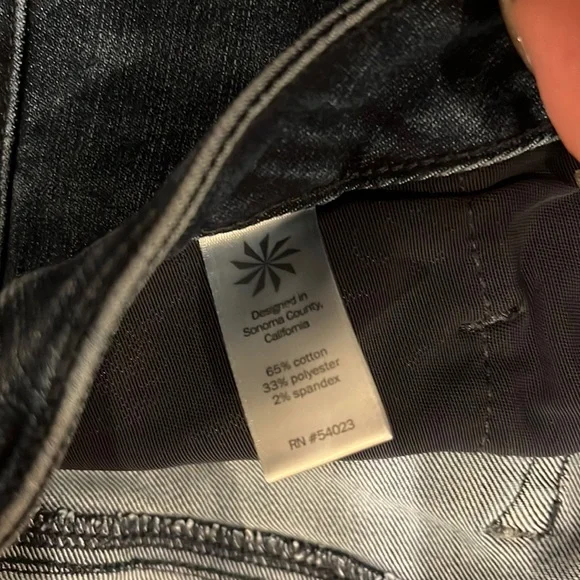 Designed in
Sonoma County,
California
65% cotton
33% polyester
2% spandex
RN #54023